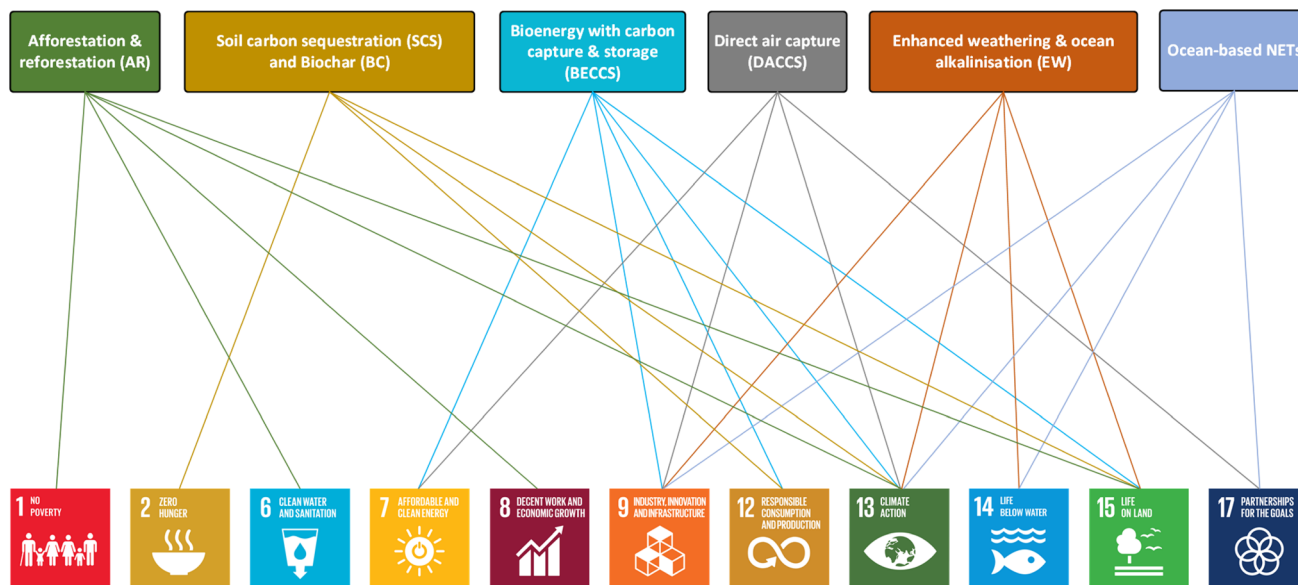 Afforestation &
reforestation (AR)
Soil carbon sequestration (SCS)
and Biochar (BC)
Bioenergy with carbon
capture & storage
(BECCS)
Direct air capture
(DACCS)
Enhanced weathering & ocean
alkalinisation (EW)
Ocean-based NETs
1 NO
POVERTY
2 ZERO
HUNGER
6 CLEAN WATER
AND SANITATION
7 AFFORDABLE AND
CLEAN ENERGY
8 DECENT WORK AND
ECONOMIC GROWTH
9 INDUSTRY, INNOVATION
AND INFRASTRUCTURE
12 RESPONSIBLE
CONSUMPTION
AND PRODUCTION
13 CLIMATE
ACTION
14 LIFE
BELOW WATER
15 LIFE
ON LAND
17 PARTNERSHIPS
FOR THE GOALS